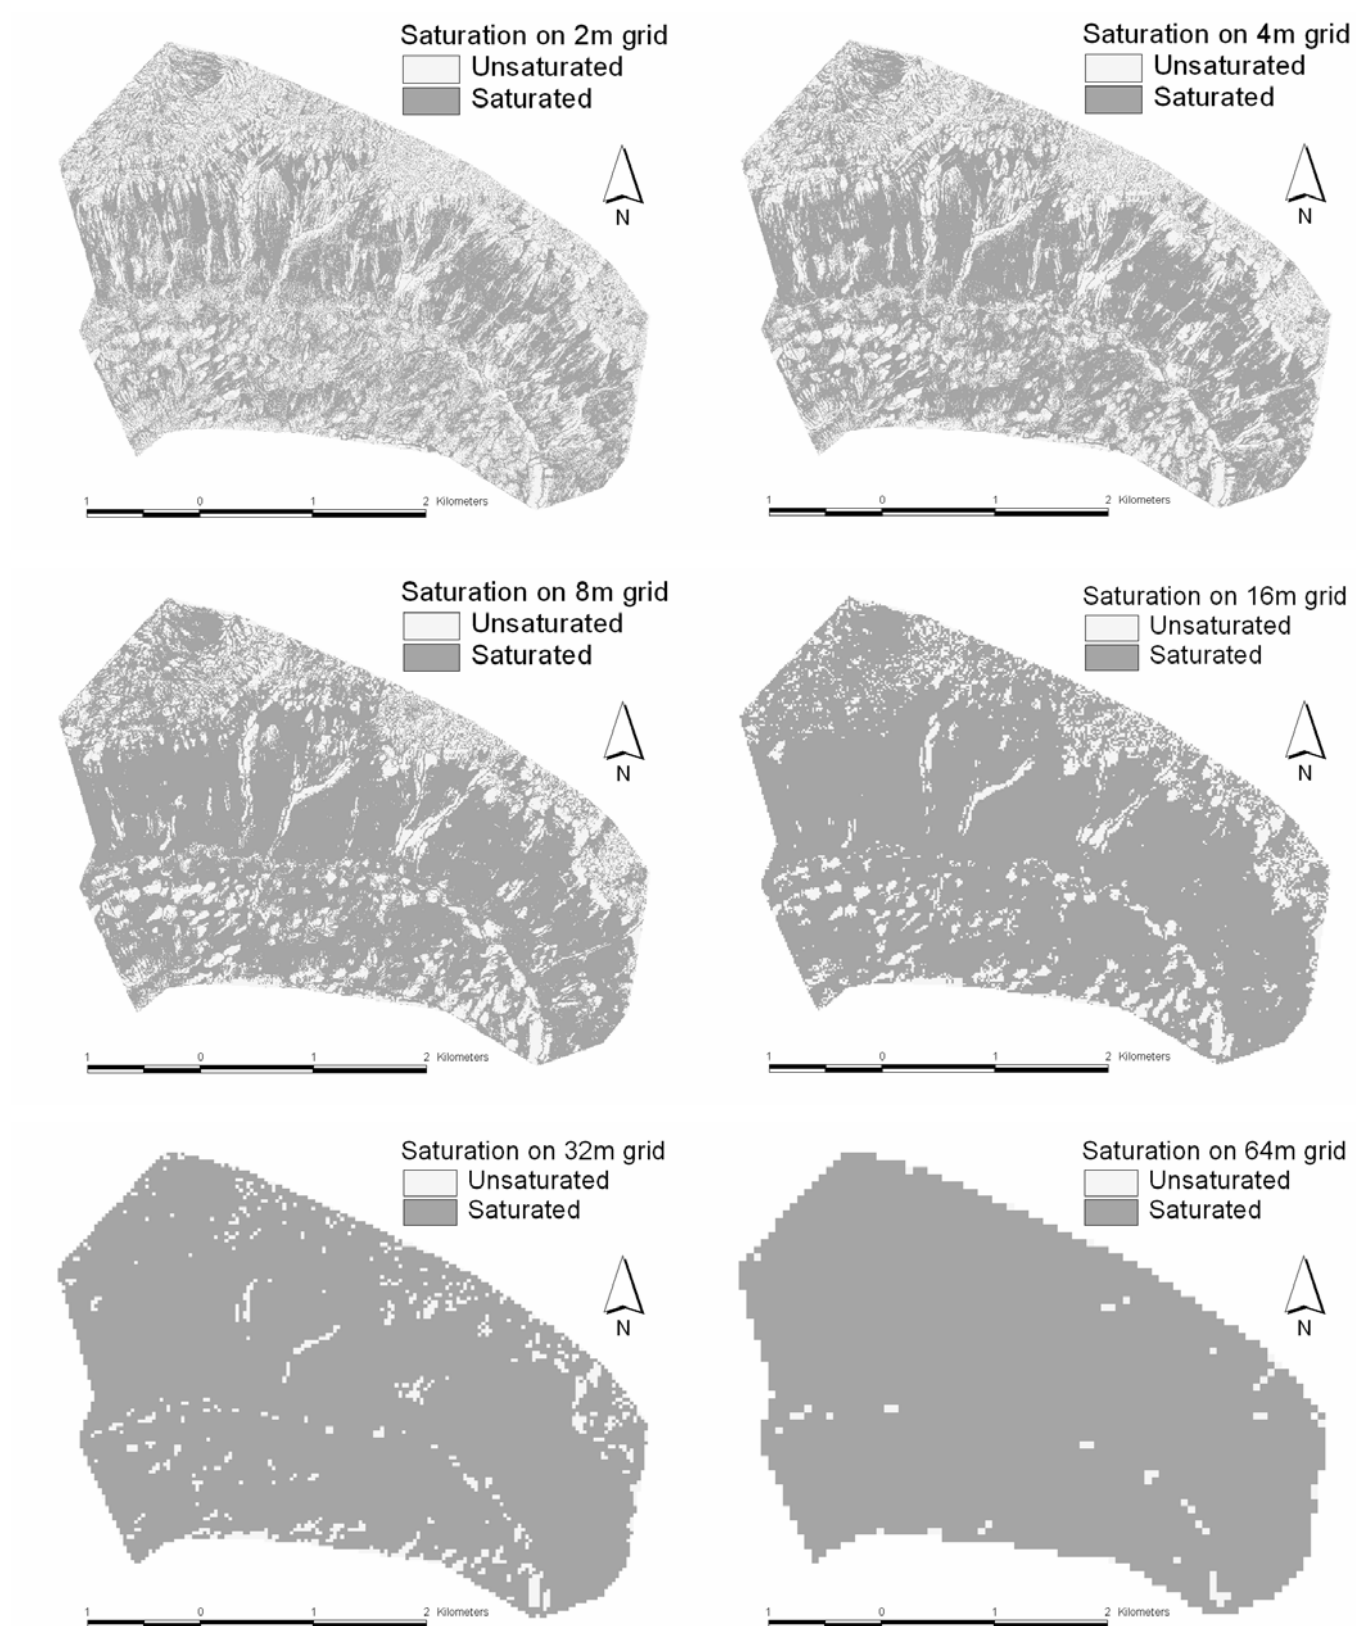 Saturation on 2m grid
Unsaturated
Saturated
N
1 0 1 2 Kilometers
Saturation on 4m grid
Unsaturated
Saturated
N
1 0 1 2 Kilometers
Saturation on 8m grid
Unsaturated
Saturated
N
1 0 1 2 Kilometers
Saturation on 16m grid
Unsaturated
Saturated
N
1 0 1 2 Kilometers
Saturation on 32m grid
Unsaturated
Saturated
N
1 0 1 2 Kilometers
Saturation on 64m grid
Unsaturated
Saturated
N
1 0 1 2 Kilometers